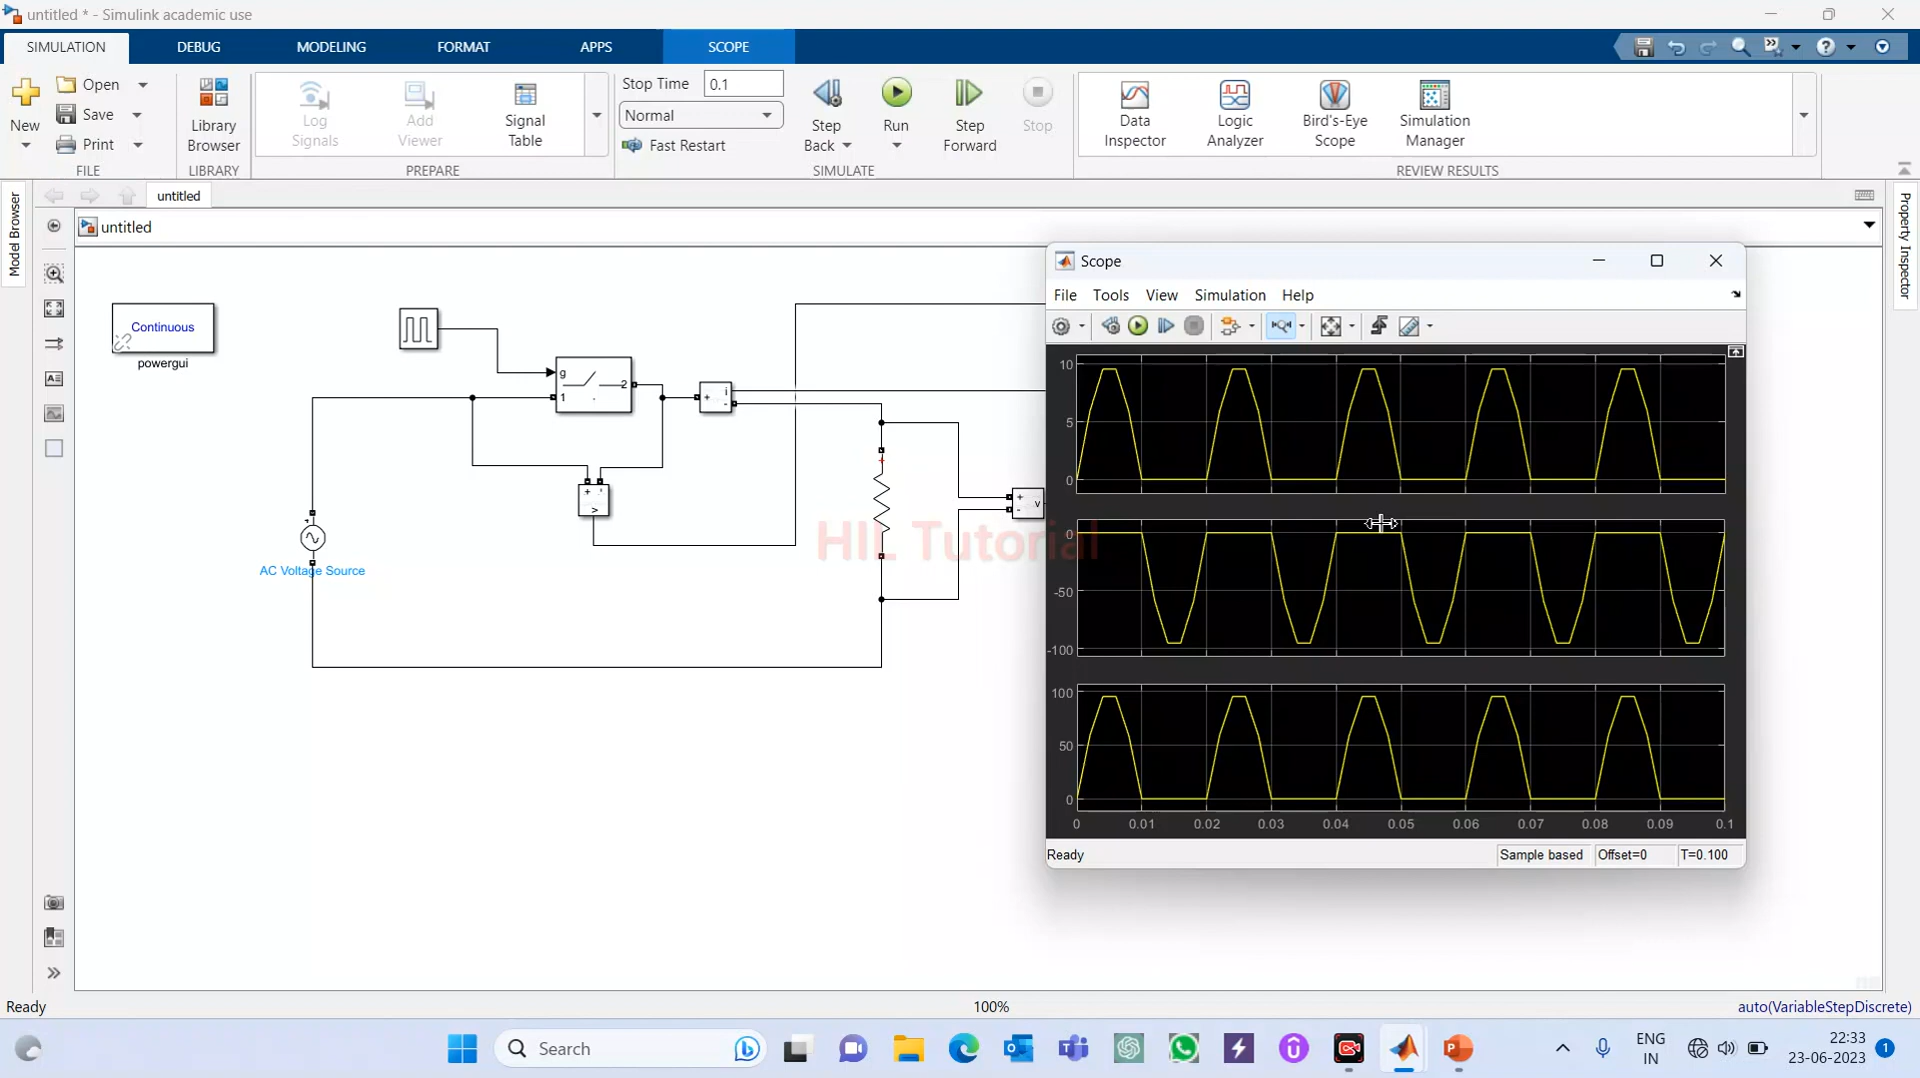 untitled * - Simulink academic use
SIMULATION
DEBUG
MODELING
FORMAT
APPS
SCOPE
New
Open
Save
Print
FILE
Library
Browser
LIBRARY
Log
Signals
Add
Viewer
Signal
Table
PREPARE
Stop Time 0.1
Normal
Fast Restart
Step
Back
Run
Step
Forward
Stop
SIMULATE
Data
Inspector
Logic
Analyzer
Bird's-Eye
Scope
Simulation
Manager
REVIEW RESULTS
Model Browser
untitled
untitled
Property Inspector
Continuous
powergui
g
1
2
+
i
-
+
-
v
AC Voltage Source
HIL Tutorial
Scope
File Tools View Simulation Help
10
5
0
0
-50
-100
100
50
0
0 0.01 0.02 0.03 0.04 0.05 0.06 0.07 0.08 0.09 0.1
Ready
Sample based Offset=0 T=0.100
Ready
100%
auto(VariableStepDiscrete)
Search
ENG
IN
22:33
23-06-2023
1